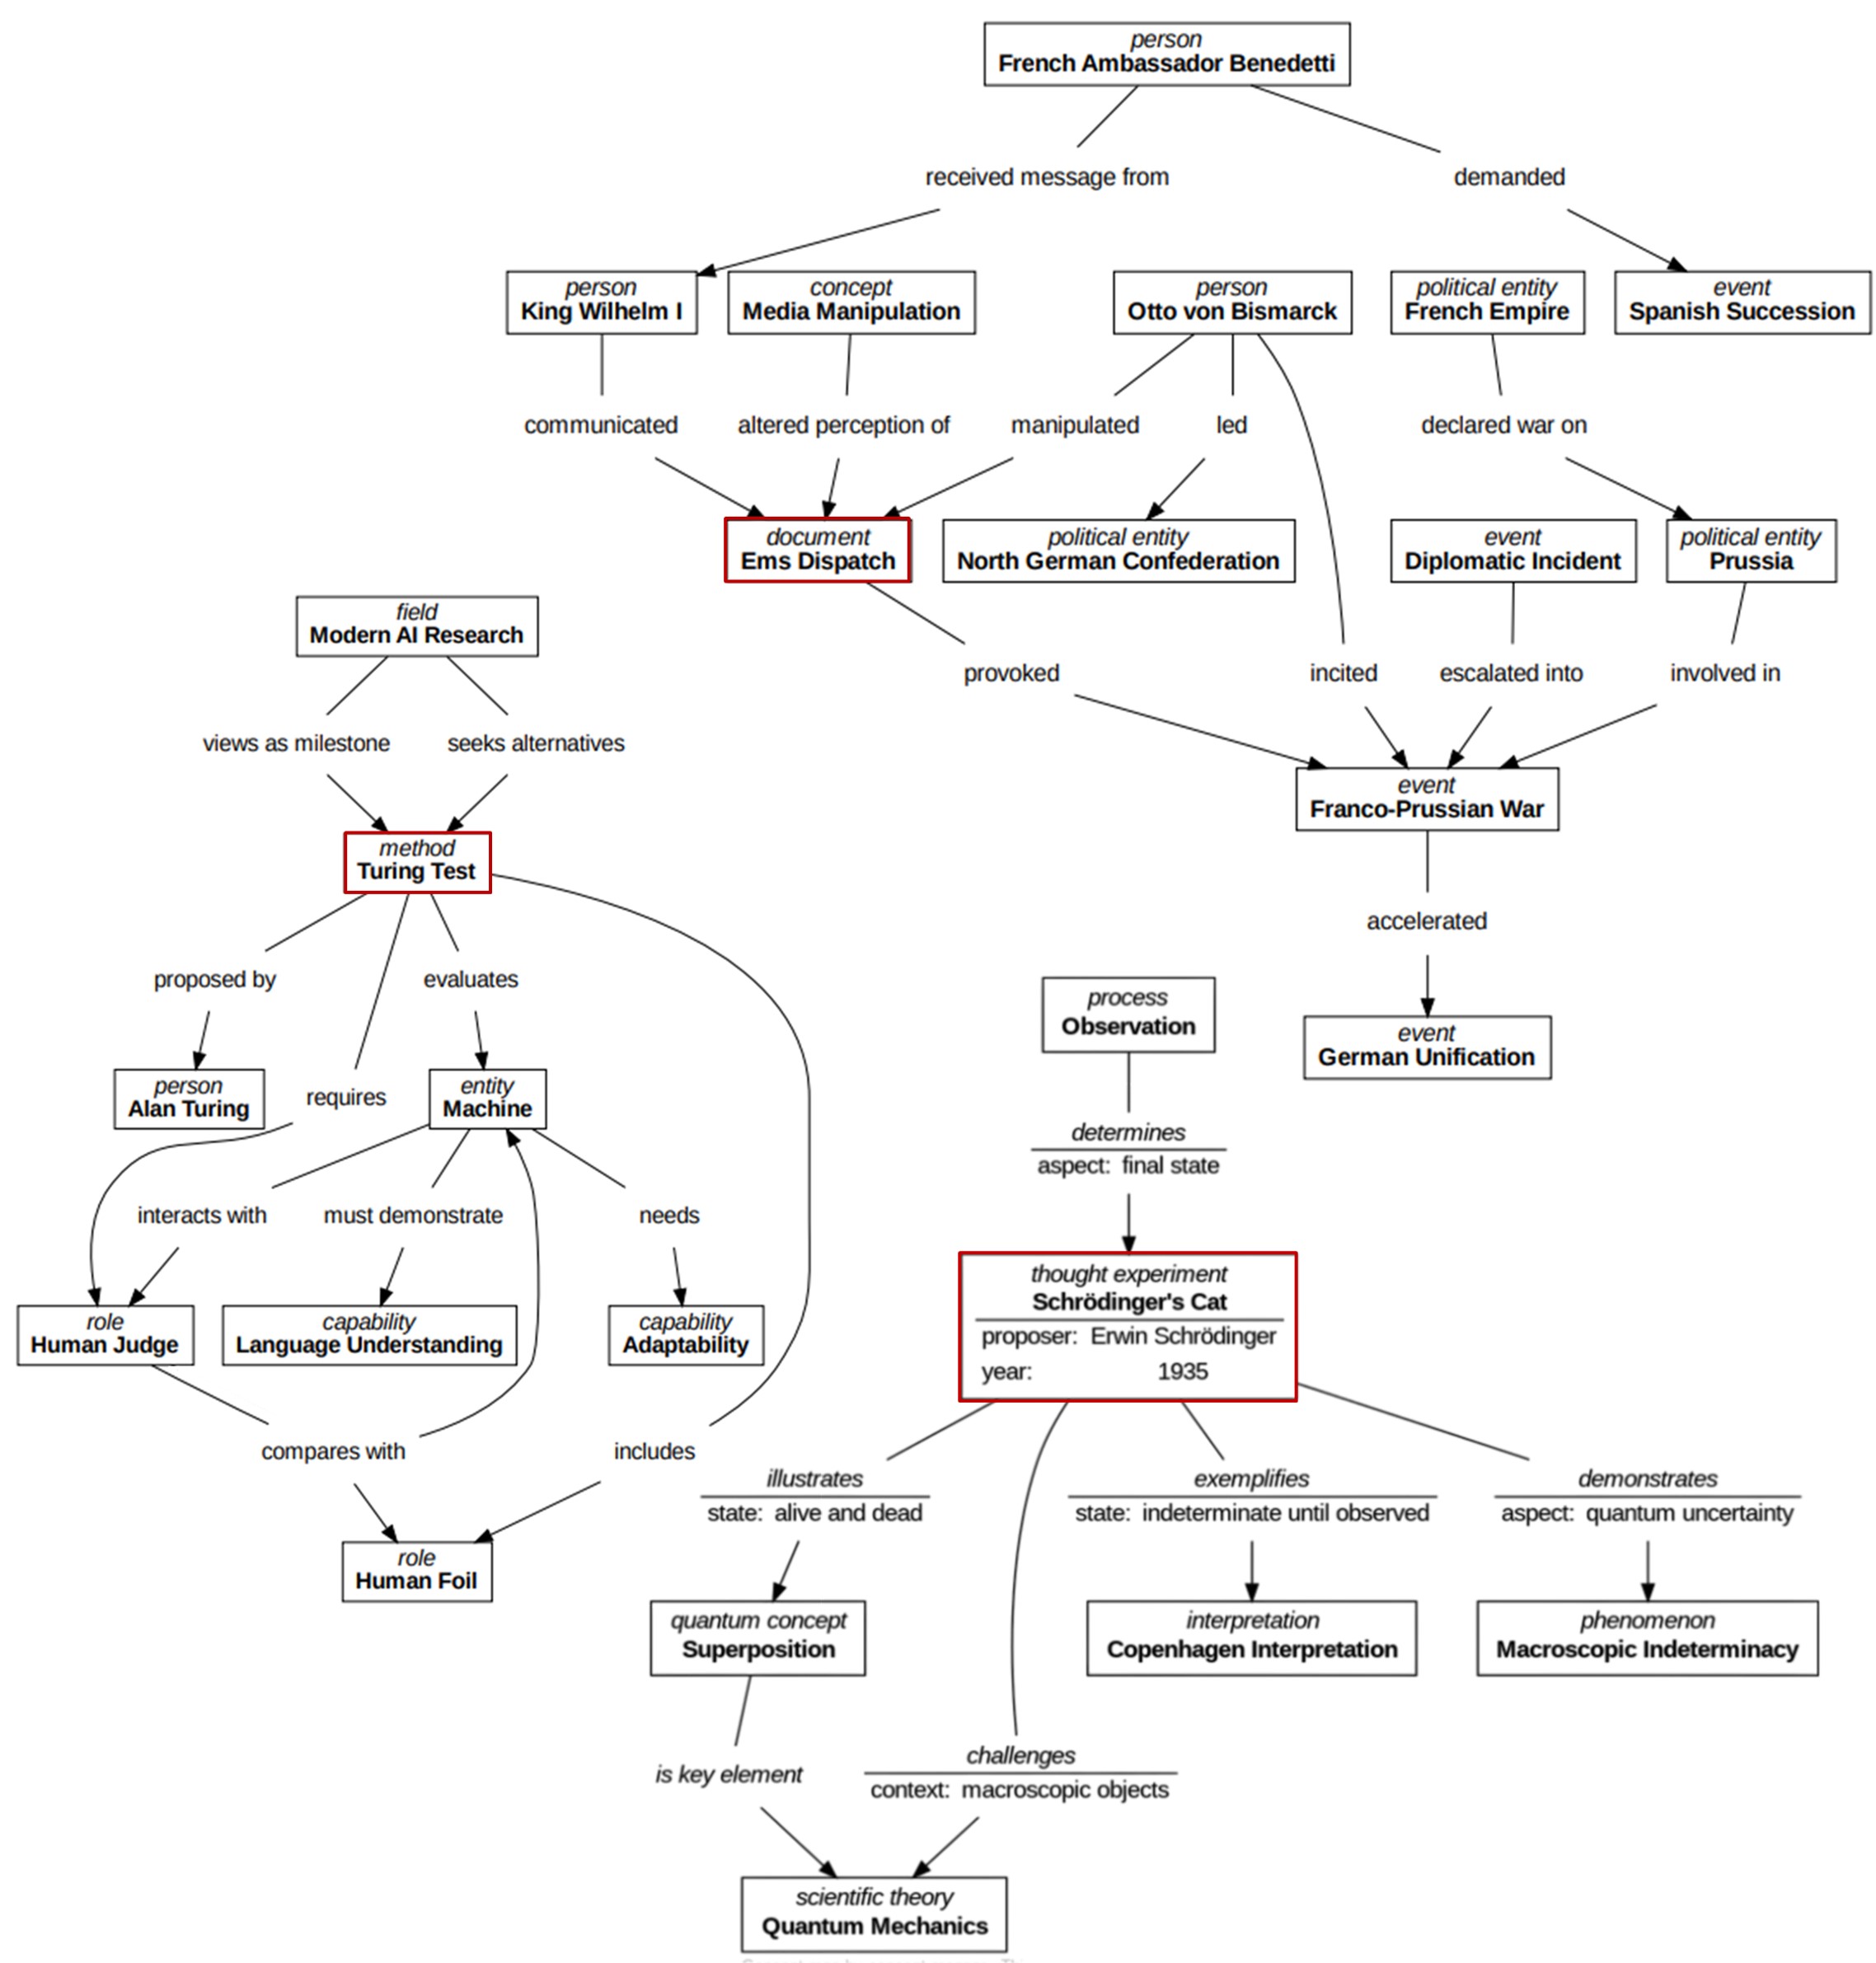 person
French Ambassador Benedetti
received message from
demanded
person
King Wilhelm I
concept
Media Manipulation
person
Otto von Bismarck
political entity
French Empire
event
Spanish Succession
communicated
altered perception of
manipulated
led
declared war on
document
Ems Dispatch
political entity
North German Confederation
event
Diplomatic Incident
political entity
Prussia
provoked
incited
escalated into
involved in
event
Franco-Prussian War
accelerated
event
German Unification
field
Modern AI Research
views as milestone
seeks alternatives
method
Turing Test
proposed by
evaluates
person
Alan Turing
requires
entity
Machine
interacts with
must demonstrate
needs
role
Human Judge
capability
Language Understanding
capability
Adaptability
compares with
includes
role
Human Foil
process
Observation
determines
aspect: final state
thought experiment
Schrödinger's Cat
proposer: Erwin Schrödinger
year: 1935
illustrates
state: alive and dead
exemplifies
state: indeterminate until observed
demonstrates
aspect: quantum uncertainty
quantum concept
Superposition
interpretation
Copenhagen Interpretation
phenomenon
Macroscopic Indeterminacy
is key element
challenges
context: macroscopic objects
scientific theory
Quantum Mechanics